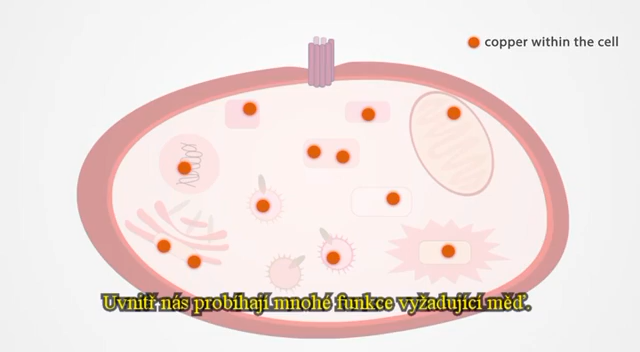 copper within the cell
Uvnitř nás probíhají mnohé funkce vyžadující měď.